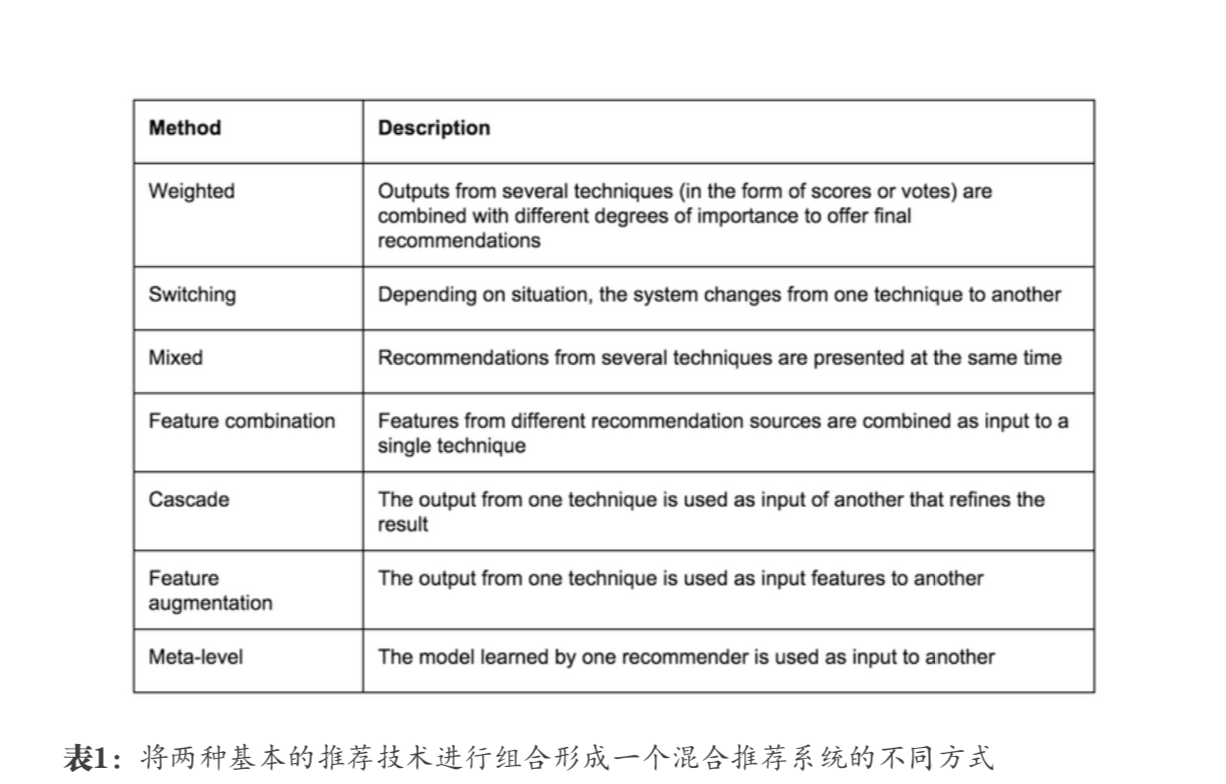 Method
Description
Weighted
Outputs from several techniques (in the form of scores or votes) are
combined with different degrees of importance to offer final
recommendations
Switching
Depending on situation, the system changes from one technique to another
Mixed
Recommendations from several techniques are presented at the same time
Feature combination
Features from different recommendation sources are combined as input to a
single technique
Cascade
The output from one technique is used as input of another that refines the
result
Feature
augmentation
The output from one technique is used as input features to another
Meta-level
The model learned by one recommender is used as input to another
表1：将两种基本的推荐技术进行组合形成一个混合推荐系统的不同方式